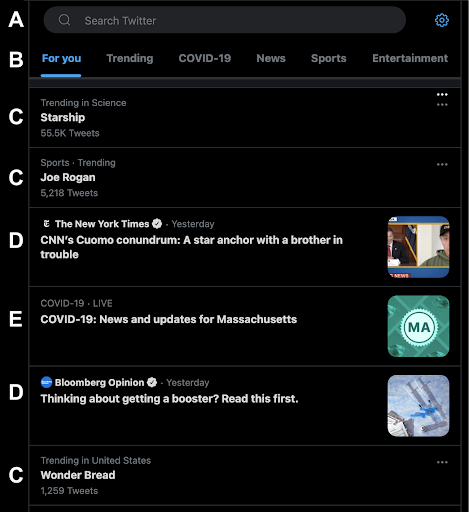 A
Search Twitter
B
For you Trending COVID-19 News Sports Entertainment
C
Trending in Science
Starship
55.5K Tweets
C
Sports · Trending
Joe Rogan
5,218 Tweets
D
The New York Times · Yesterday
CNN's Cuomo conundrum: A star anchor with a brother in
trouble
NEWS
E
COVID-19 · LIVE
COVID-19: News and updates for Massachusetts
MA
D
Bloomberg Opinion · Yesterday
Thinking about getting a booster? Read this first.
C
Trending in United States
Wonder Bread
1,259 Tweets